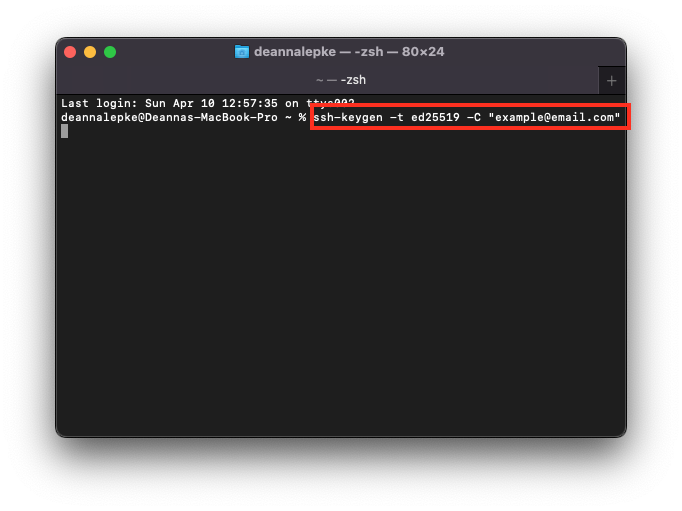 deannalepke — -zsh — 80×24
~ — -zsh +
Last login: Sun Apr 10 12:57:35 on ttys002
deannalepke@Deannas-MacBook-Pro ~ % ssh-keygen -t ed25519 -C "example@email.com"